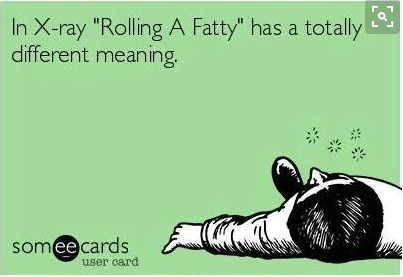 In X-ray "Rolling A Fatty" has a totally
different meaning.
someecards
user card